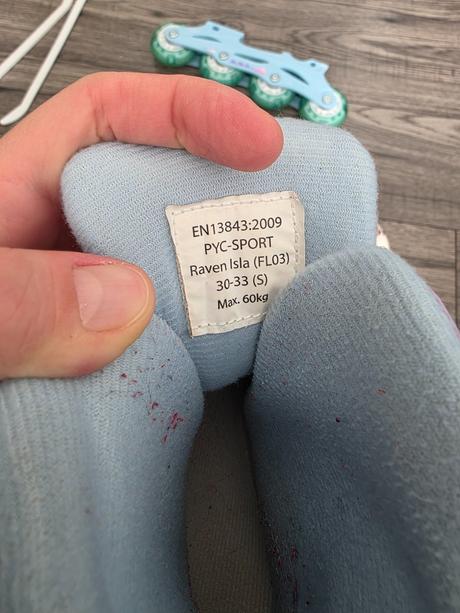 EN13843:2009
PYC-SPORT
Raven Isla (FL03)
30-33 (S)
Max. 60kg